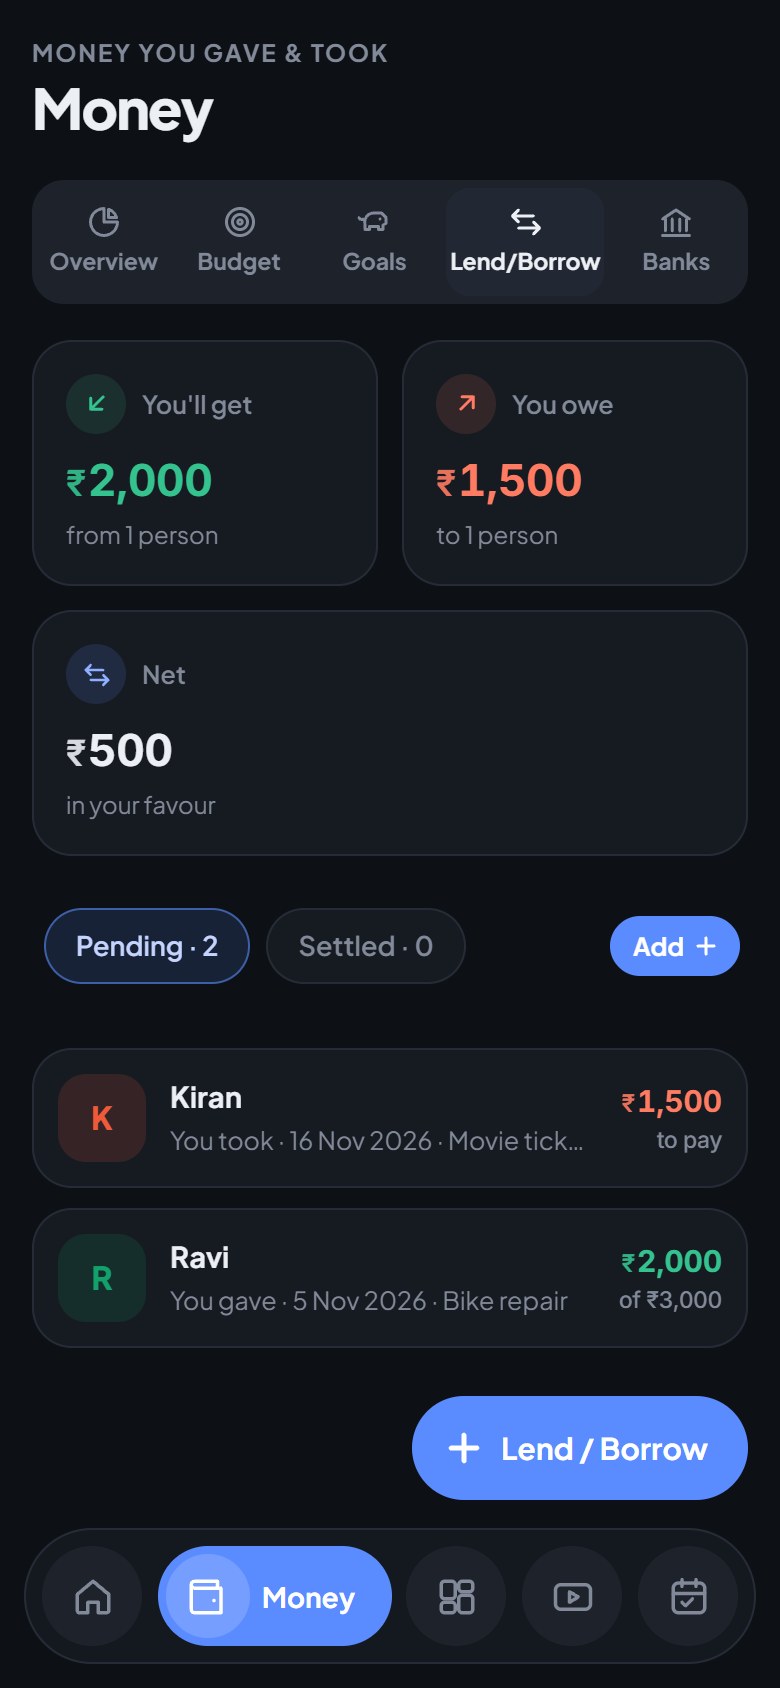 MONEY YOU GAVE & TOOK
Money
Overview
Budget
Goals
Lend/Borrow
Banks
You'll get
₹2,000
from 1 person
You owe
₹1,500
to 1 person
Net
₹500
in your favour
Pending · 2
Settled · 0
Add +
K
Kiran
₹1,500
You took · 16 Nov 2026 · Movie tick...
to pay
R
Ravi
₹2,000
You gave · 5 Nov 2026 · Bike repair
of ₹3,000
+ Lend / Borrow
Money